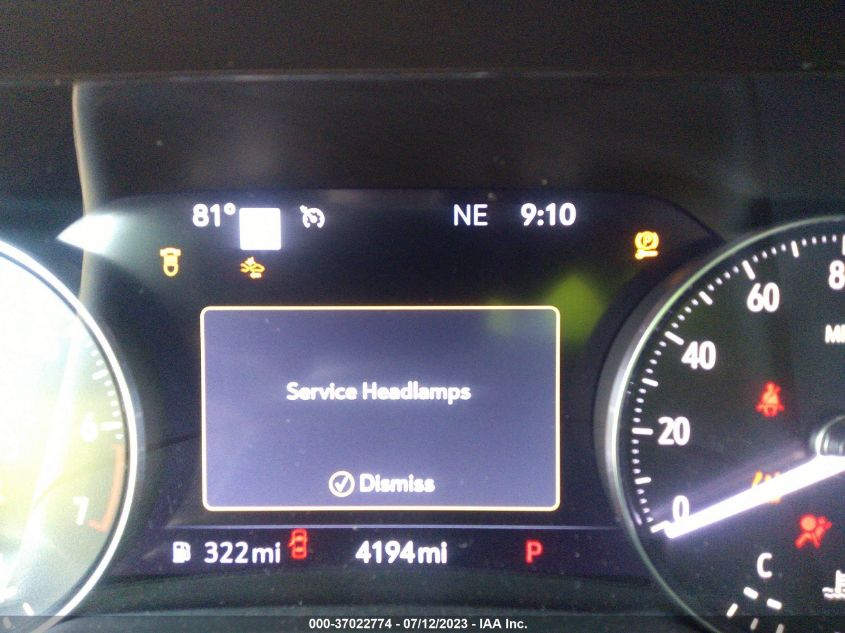 81° NE 9:10
Service Headlamps
Dismiss
322mi 4194mi P
6
7
0
20
40
60
8
C
000-37022774 - 07/12/2023 - IAA Inc.